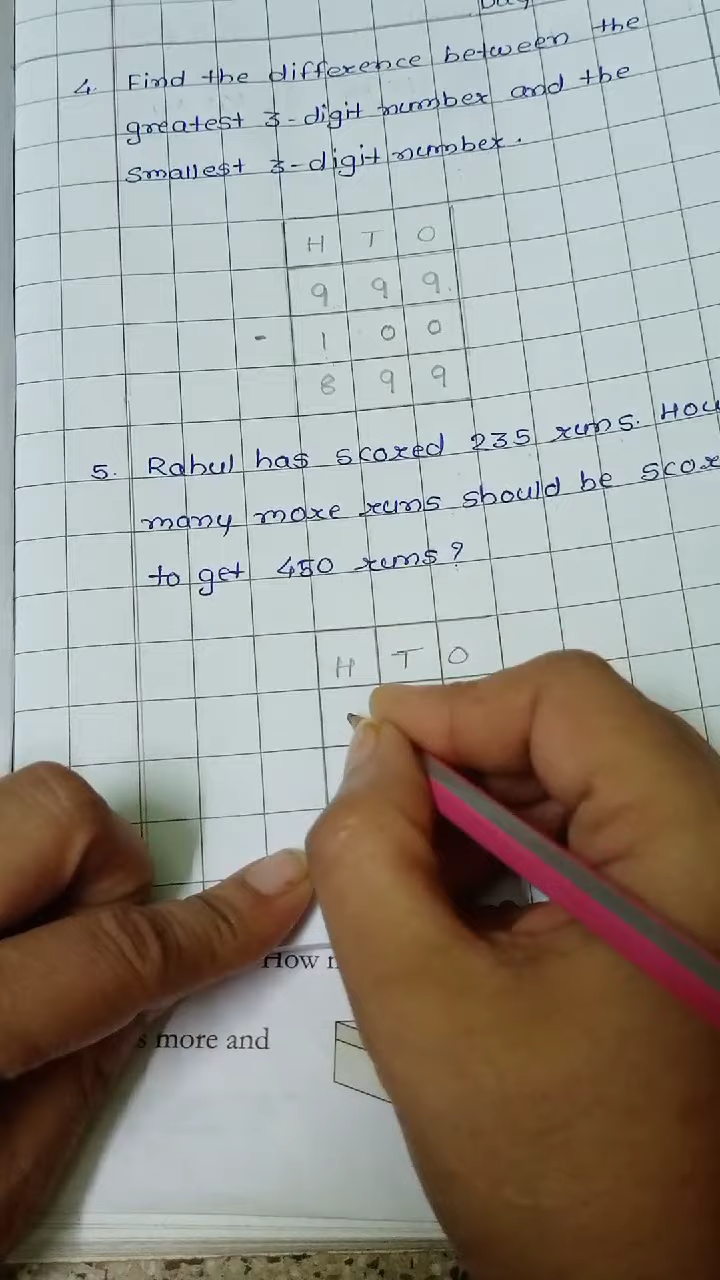 4. Find the difference between the
greatest 3-digit number and the
smallest 3-digit number.
H T O
9 9 9.
- 1 0 0
8 9 9
5. Rahul has scored 235 runs. How
many more runs should be
to get 450 runs?
H T O
How
s more and